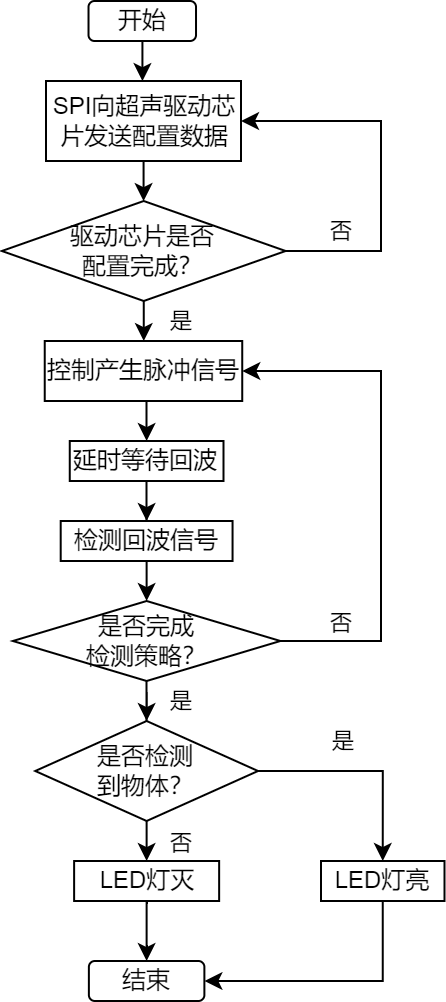 开始
SPI向超声驱动芯
片发送配置数据
驱动芯片是否
配置完成?
否
是
控制产生脉冲信号
延时等待回波
检测回波信号
是否完成
检测策略?
否
是
是否检测
到物体?
是
否
LED灯灭
LED灯亮
结束